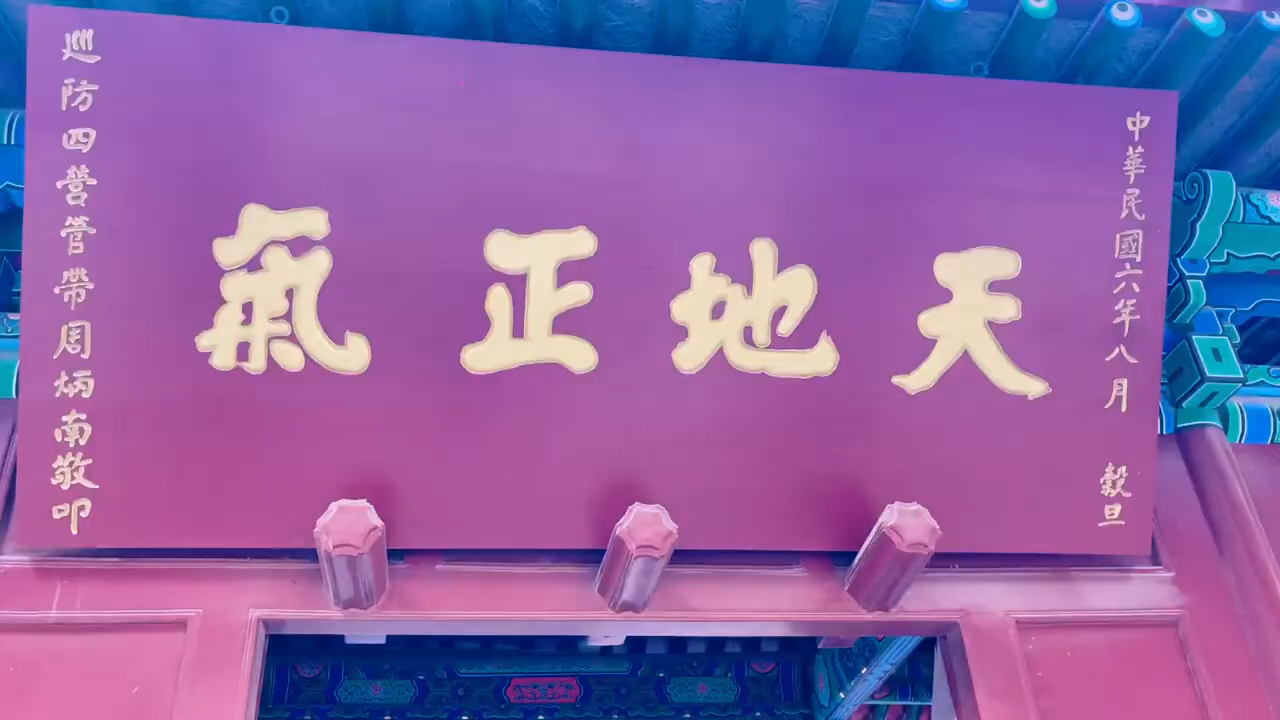 中華民國六年八月 穀旦
天地正氣
巡防四營管帶周炳南敬叩